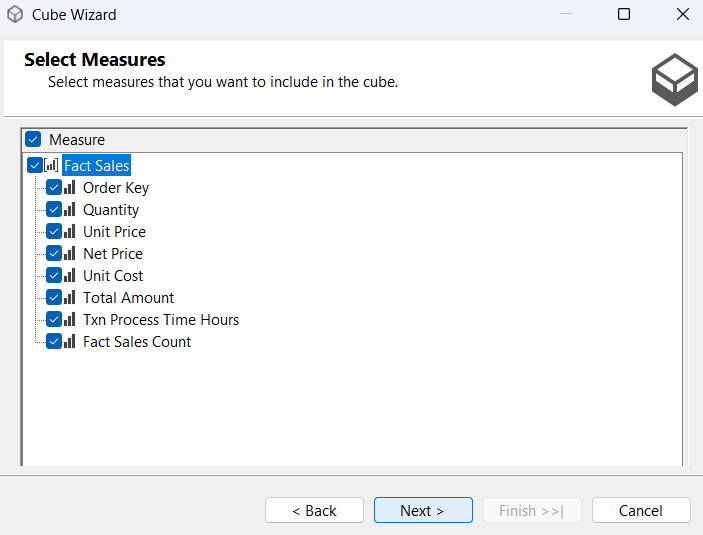 Cube Wizard
Select Measures
Select measures that you want to include in the cube.
Measure
Fact Sales
Order Key
Quantity
Unit Price
Net Price
Unit Cost
Total Amount
Txn Process Time Hours
Fact Sales Count
< Back Next > Finish >>| Cancel